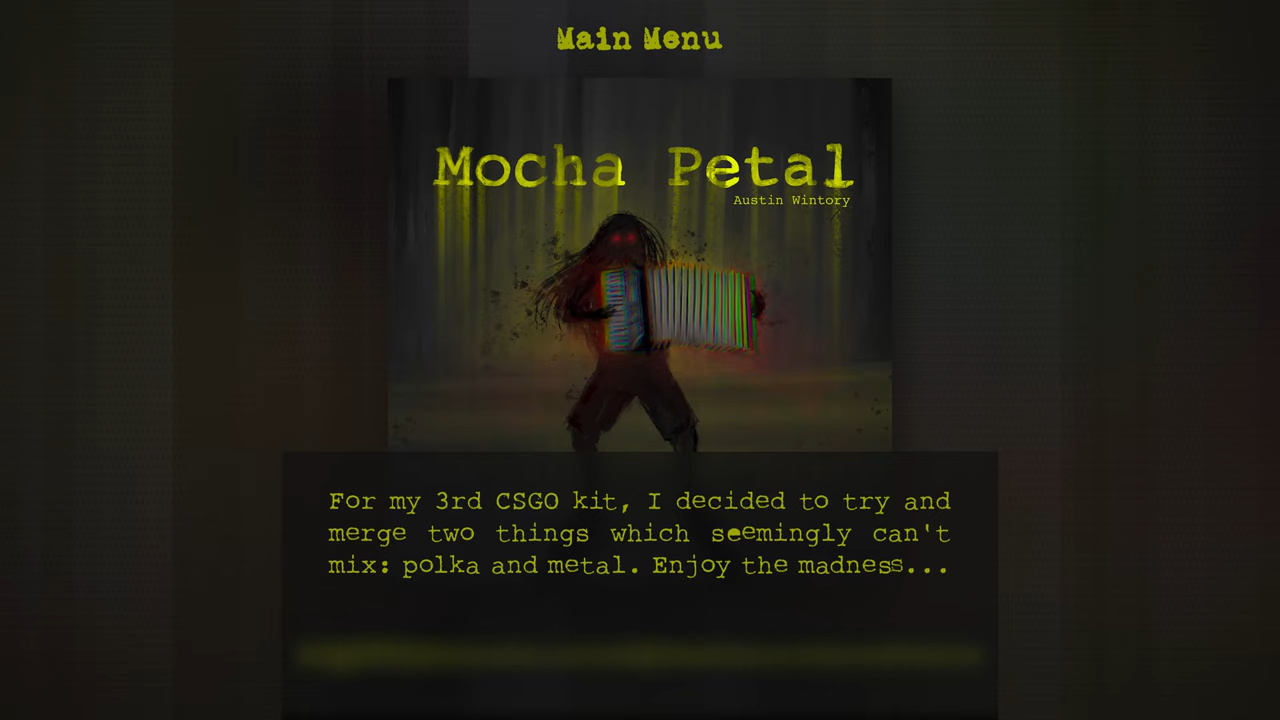 Main Menu
Mocha Petal
Austin Wintory
For my 3rd CSGO kit, I decided to try and
merge two things which seemingly can't
mix: polka and metal. Enjoy the madness...